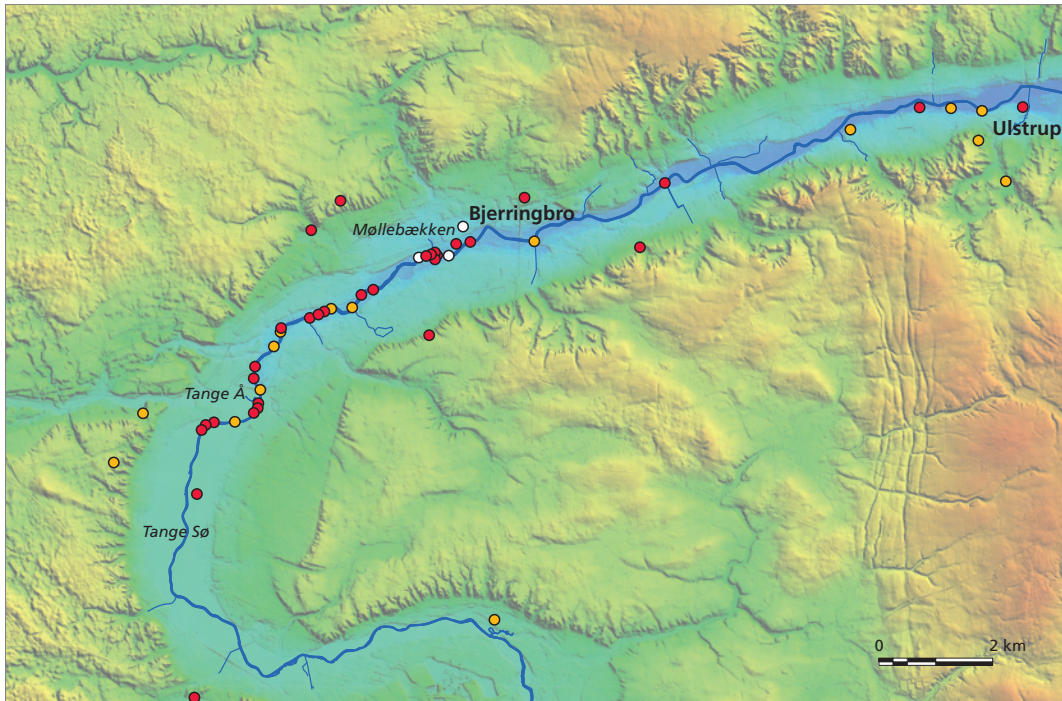 Ulstrup
Bjerringbro
Møllebækken
Tange Å
Tange Sø
0 2 km